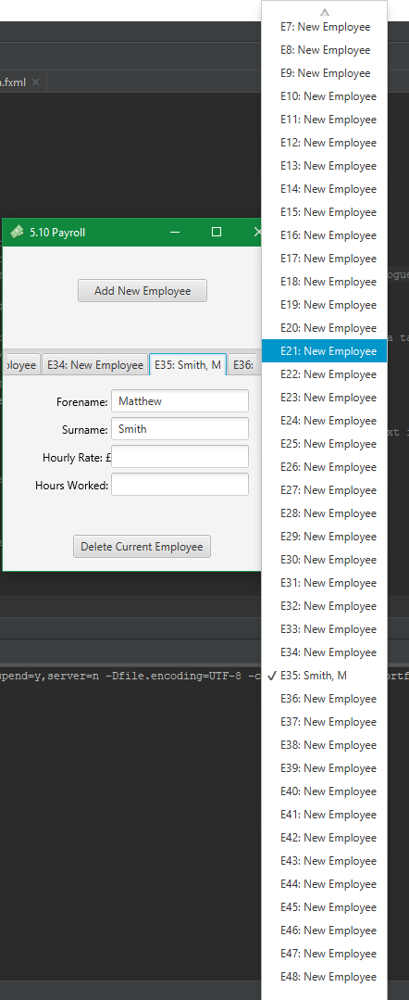 .fxml
5.10 Payroll
Add New Employee
E34: New Employee
E35: Smith, M
E36:
Forename:
Matthew
Surname:
Smith
Hourly Rate: £
Hours Worked:
Delete Current Employee
spend=y,server=n -Dfile.encoding=UTF-8 -c
E7: New Employee
E8: New Employee
E9: New Employee
E10: New Employee
E11: New Employee
E12: New Employee
E13: New Employee
E14: New Employee
E15: New Employee
E16: New Employee
E17: New Employee
E18: New Employee
E19: New Employee
E20: New Employee
E21: New Employee
E22: New Employee
E23: New Employee
E24: New Employee
E25: New Employee
E26: New Employee
E27: New Employee
E28: New Employee
E29: New Employee
E30: New Employee
E31: New Employee
E32: New Employee
E33: New Employee
E34: New Employee
E35: Smith, M
E36: New Employee
E37: New Employee
E38: New Employee
E39: New Employee
E40: New Employee
E41: New Employee
E42: New Employee
E43: New Employee
E44: New Employee
E45: New Employee
E46: New Employee
E47: New Employee
E48: New Employee